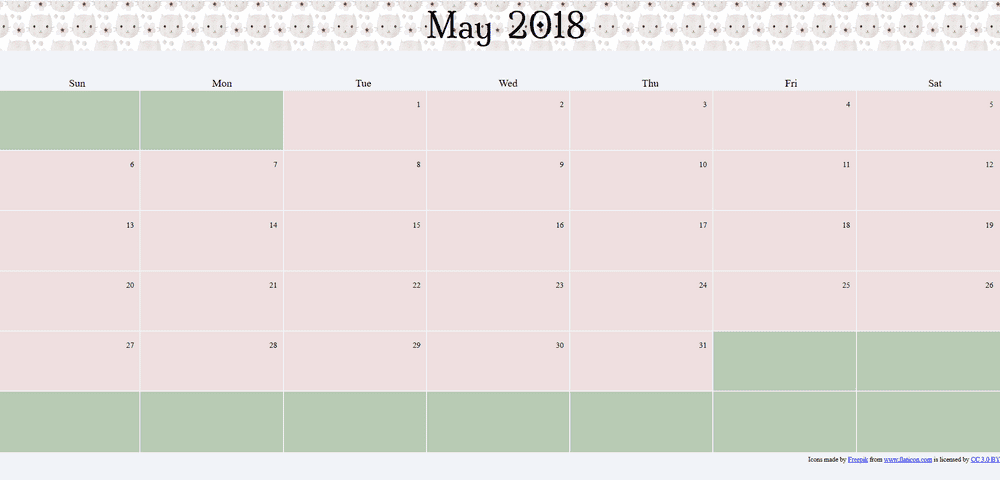 May 2018
Sun Mon Tue Wed Thu Fri Sat
1 2 3 4 5
6 7 8 9 10 11 12
13 14 15 16 17 18 19
20 21 22 23 24 25 26
27 28 29 30 31
Icons made by Freepik from www.flaticon.com is licensed by CC 3.0 BY